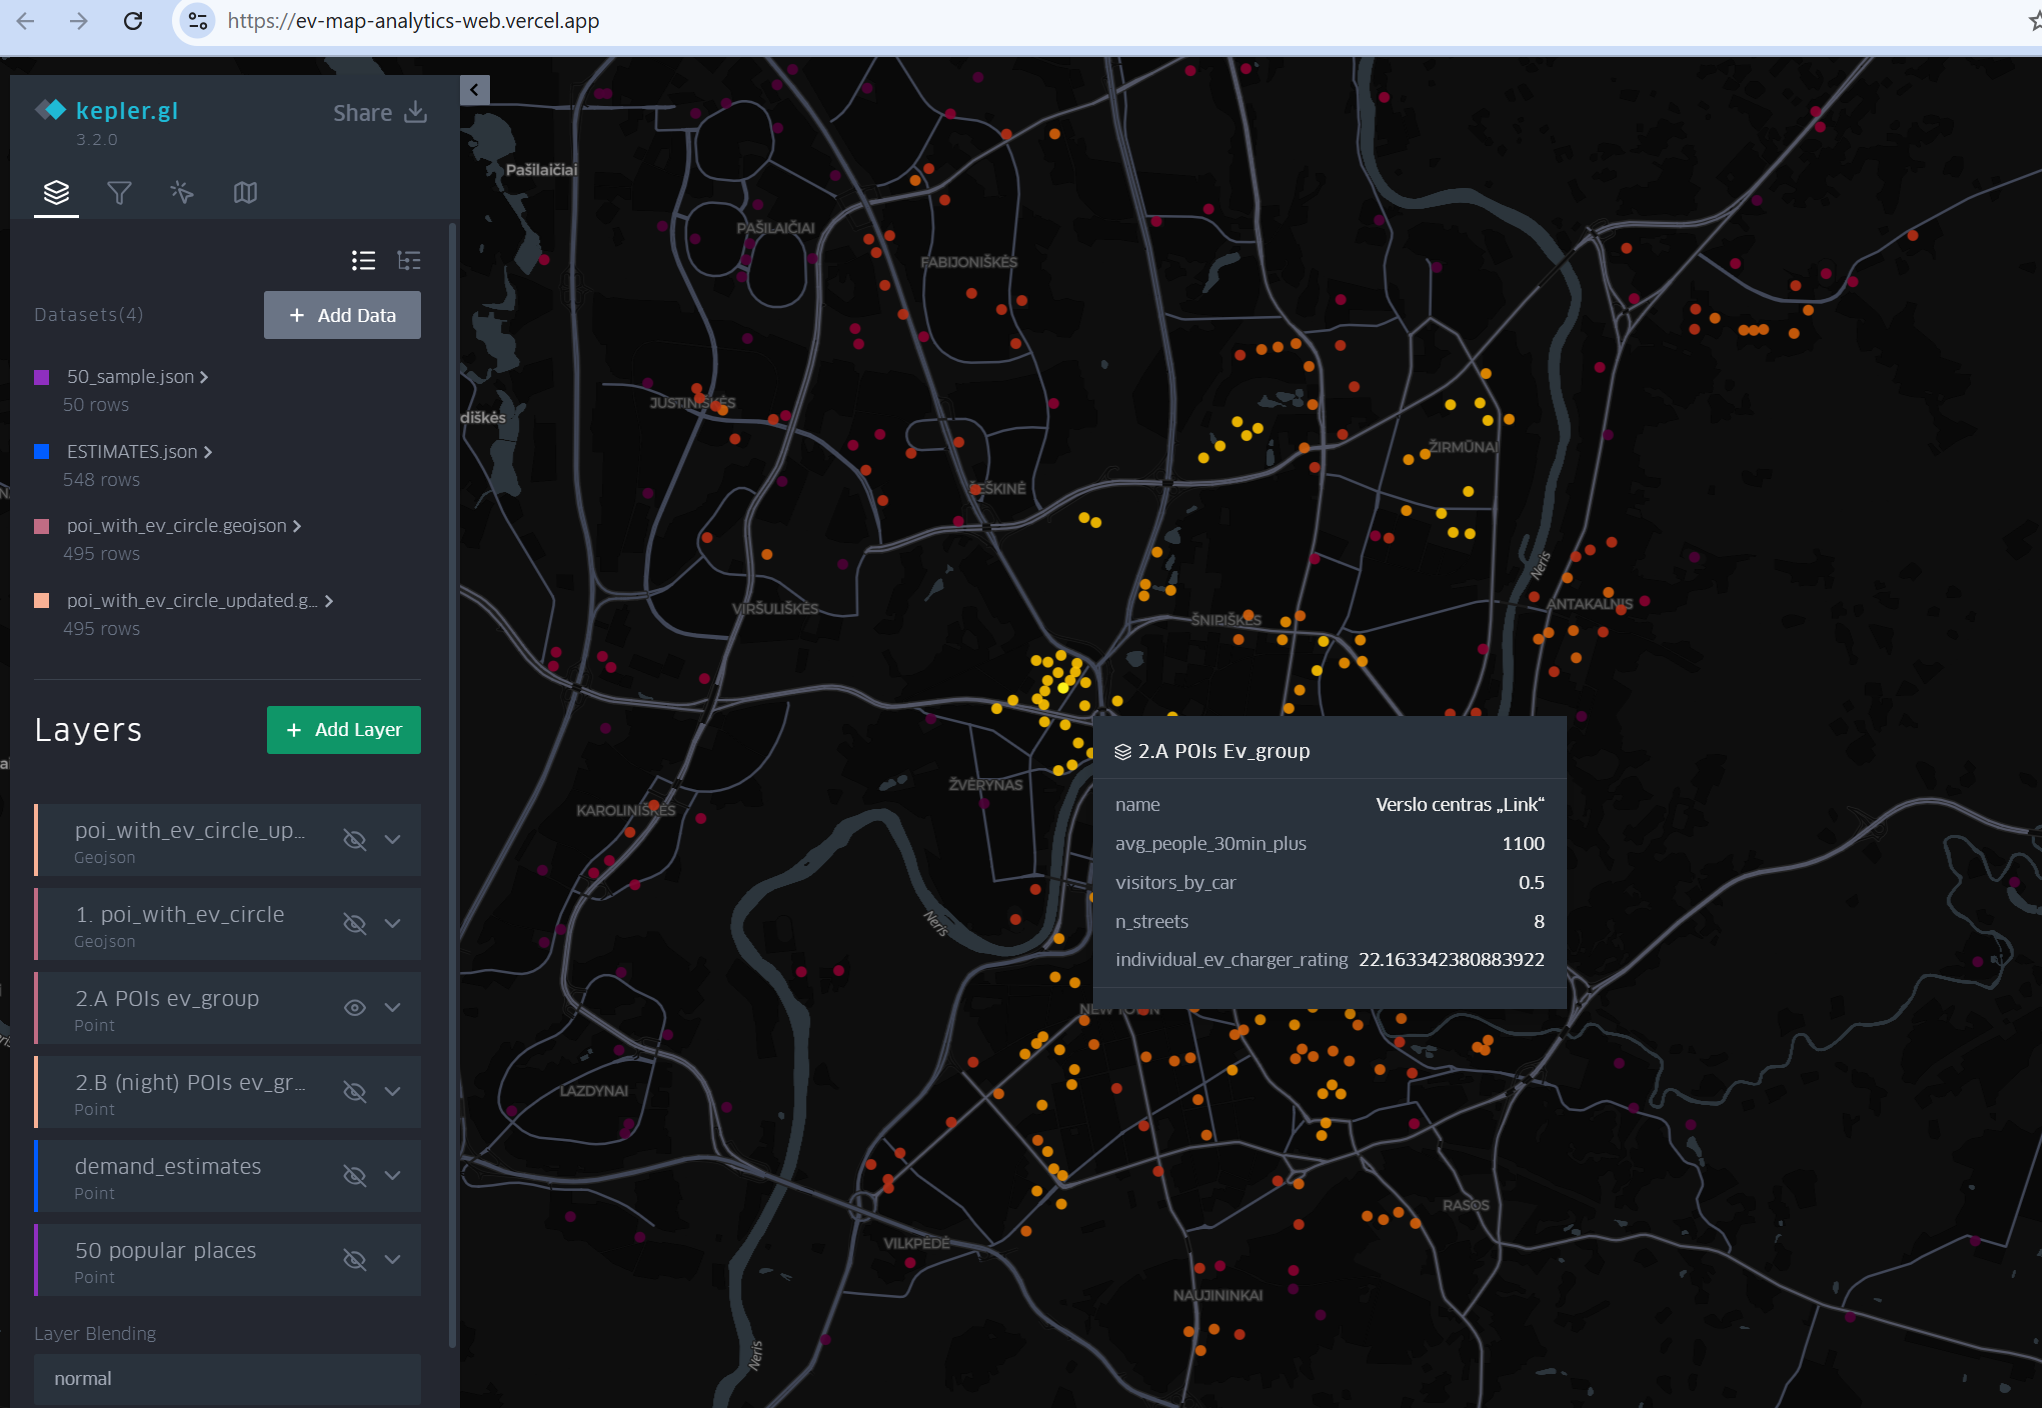 https://ev-map-analytics-web.vercel.app
kepler.gl
3.2.0
Share
Datasets(4)
+ Add Data
50_sample.json
50 rows
ESTIMATES.json
548 rows
poi_with_ev_circle.geojson
495 rows
poi_with_ev_circle_updated.g...
495 rows
Layers
+ Add Layer
poi_with_ev_circle_up...
Geojson
1. poi_with_ev_circle
Geojson
2.A POIs ev_group
Point
2.B (night) POIs ev_gr...
Point
demand_estimates
Point
50 popular places
Point
Layer Blending
normal
Pašilaičiai
PAŠILAIČIAI
FABIJONIŠKĖS
JUSTINIŠKĖS
diškės
ŠEŠKINĖ
ŽIRMŪNAI
VIRŠULIŠKĖS
ŠNIPIŠKĖS
Neris
ANTAKALNIS
ŽVĖRYNAS
KAROLINIŠKĖS
Neris
2.A POIs Ev_group
name Verslo centras „Link“
avg_people_30min_plus 1100
visitors_by_car 0.5
n_streets 8
individual_ev_charger_rating 22.163342380883922
NEW TOWN
LAZDYNAI
RASOS
VILKPĖDĖ
NAUJININKAI
Neris